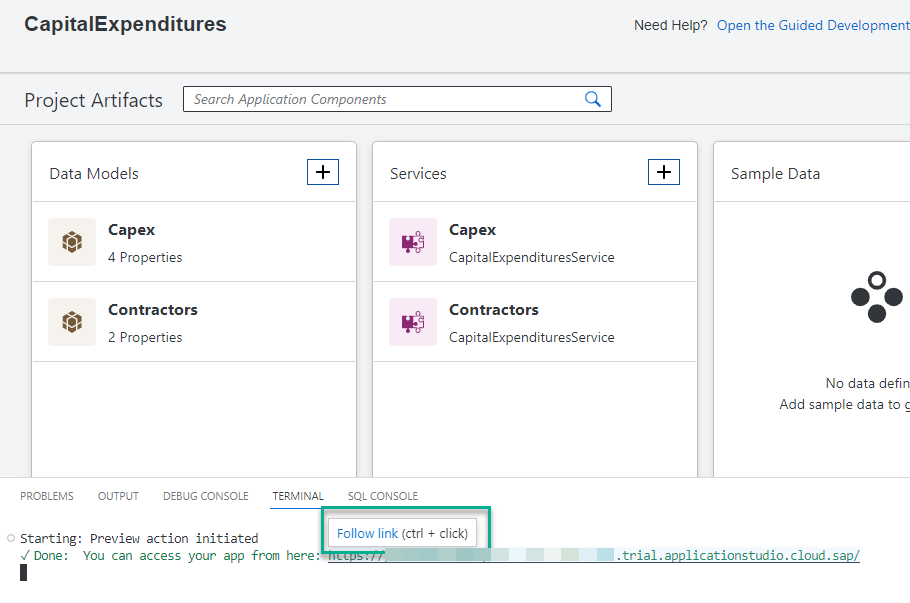 CapitalExpenditures
Need Help? Open the Guided Development
Project Artifacts
Search Application Components
Data Models
+
Services
+
Sample Data
Capex
4 Properties
Capex
CapitalExpendituresService
Contractors
2 Properties
Contractors
CapitalExpendituresService
No data defin
Add sample data to g
PROBLEMS OUTPUT DEBUG CONSOLE TERMINAL SQL CONSOLE
Follow link (ctrl + click)
Starting: Preview action initiated
✓ Done: You can access your app from here: https:// .trial.applicationstudio.cloud.sap/